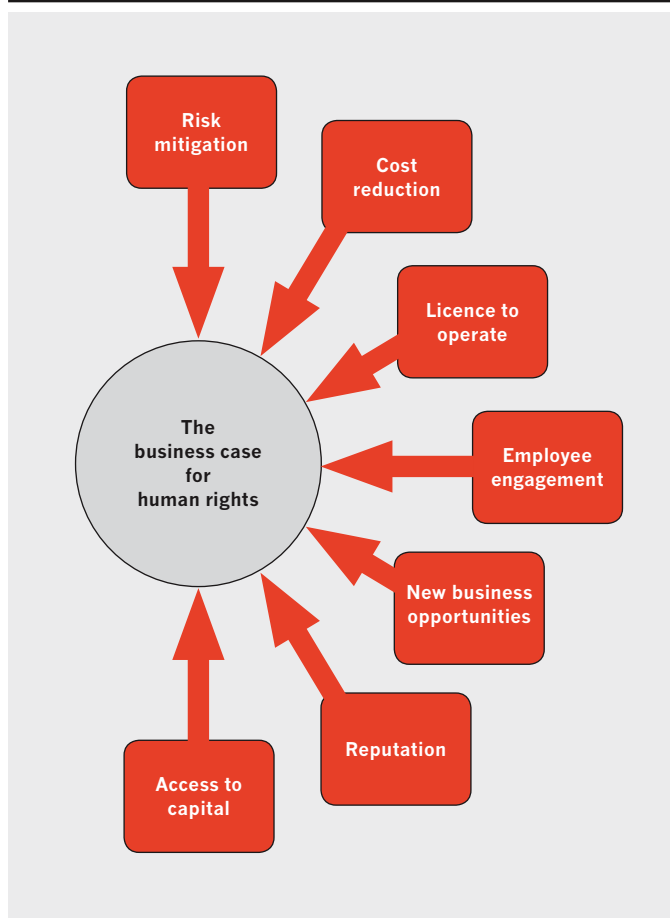 Risk
mitigation
Cost
reduction
Licence to
operate
The
business case
for
human rights
Employee
engagement
New business
opportunities
Reputation
Access to
capital